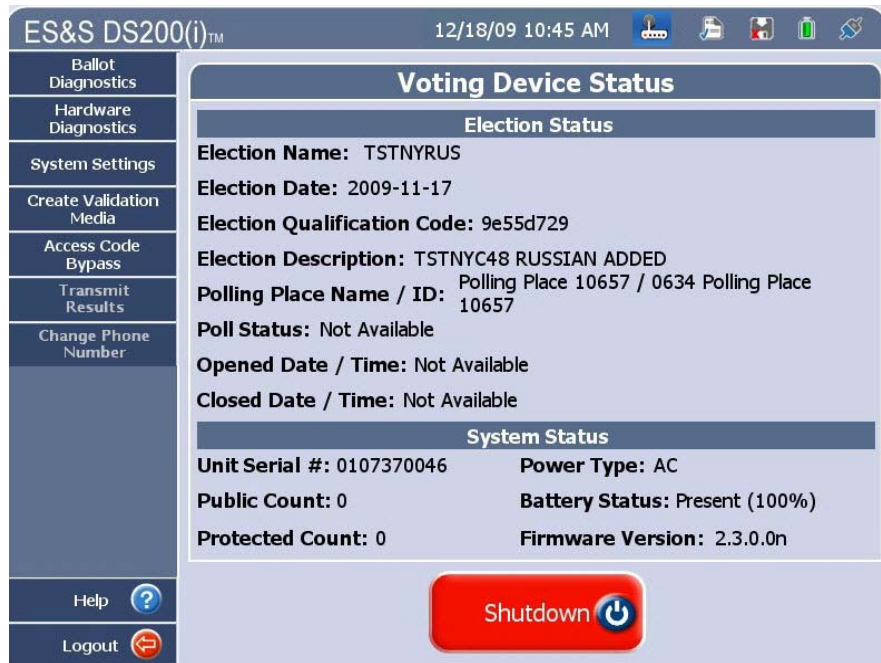 ES&S DS200(i)TM
12/18/09 10:45 AM
Ballot
Diagnostics
Hardware
Diagnostics
System Settings
Create Validation
Media
Access Code
Bypass
Transmit
Results
Change Phone
Number
Help ?
Logout
Voting Device Status
Election Status
Election Name: TSTNYRUS
Election Date: 2009-11-17
Election Qualification Code: 9e55d729
Election Description: TSTNYC48 RUSSIAN ADDED
Polling Place Name / ID: Polling Place 10657 / 0634 Polling Place
10657
Poll Status: Not Available
Opened Date / Time: Not Available
Closed Date / Time: Not Available
System Status
Unit Serial #: 0107370046
Power Type: AC
Public Count: 0
Battery Status: Present (100%)
Protected Count: 0
Firmware Version: 2.3.0.0n
Shutdown